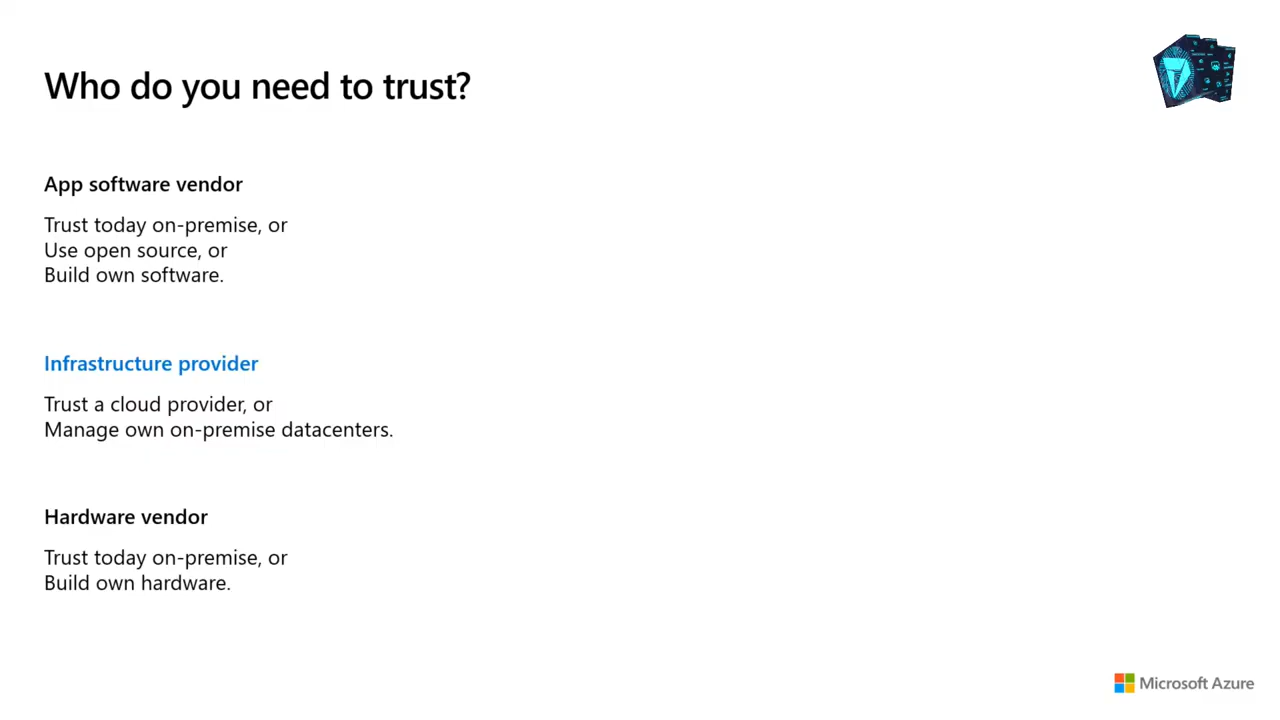 Who do you need to trust?
App software vendor
Trust today on-premise, or
Use open source, or
Build own software.
Infrastructure provider
Trust a cloud provider, or
Manage own on-premise datacenters.
Hardware vendor
Trust today on-premise, or
Build own hardware.
Microsoft Azure